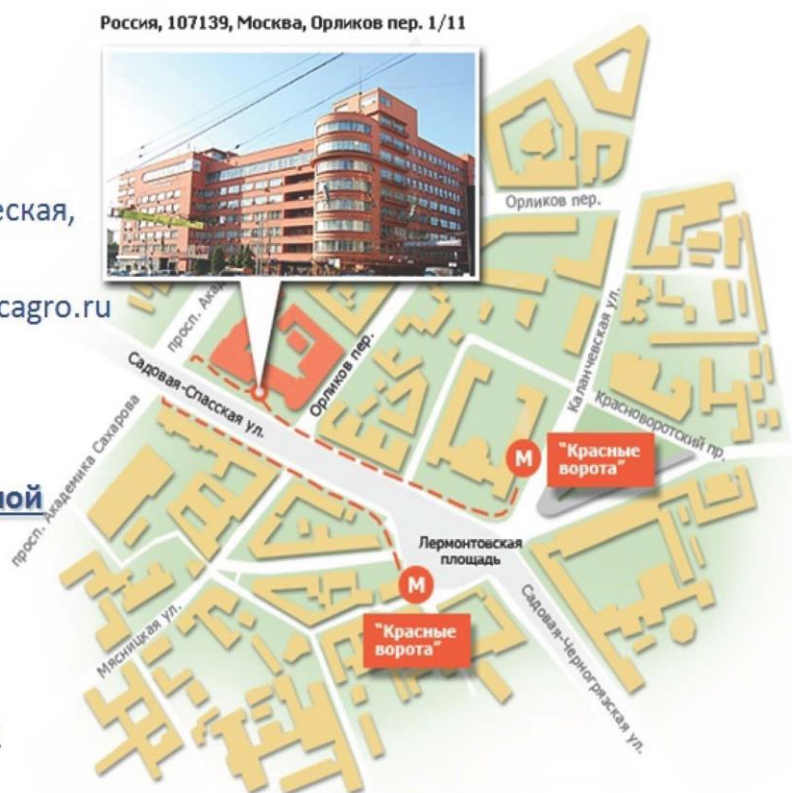 Россия, 107139, Москва, Орликов пер. 1/11
еская,
cagro.ru
ной
Орликов пер.
просп. Ака
Каланчевская ул.
Садовая-Спасская ул.
Орликов пер.
Красноворотский пр.
просп. Академика Сахарова
М
"Красные
ворота"
Лермонтовская
площадь
М
"Красные
ворота"
Мясницкая ул.
Садовая-Черногрязская ул.